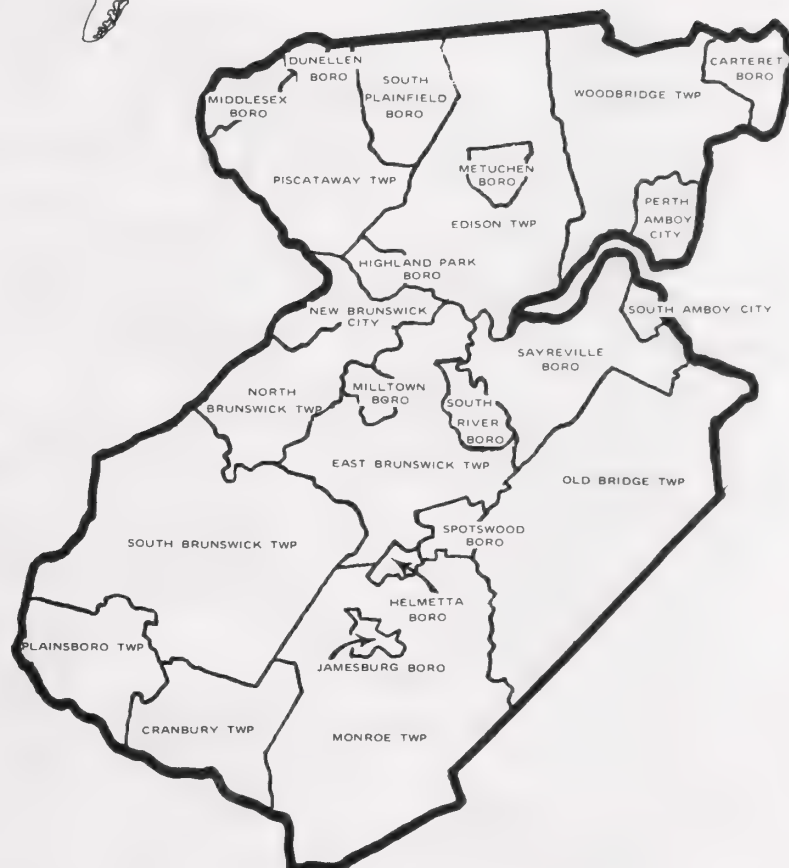 DUNELLEN
BORO
MIDDLESEX
BORO
SOUTH
PLAINFIELD
BORO
PISCATAWAY TWP
METUCHEN
BORO
EDISON TWP
WOODBRIDGE TWP
CARTERET
BORO
PERTH
AMBOY
CITY
HIGHLAND PARK
BORO
NEW BRUNSWICK
CITY
SOUTH AMBOY CITY
SAYREVILLE
BORO
NORTH
BRUNSWICK TWP
MILLTOWN
BORO
SOUTH
RIVER
BORO
EAST BRUNSWICK TWP
OLD BRIDGE TWP
SOUTH BRUNSWICK TWP
SPOTSWOOD
BORO
HELMETTA
BORO
PLAINSBORO TWP
JAMESBURG BORO
CRANBURY TWP
MONROE TWP